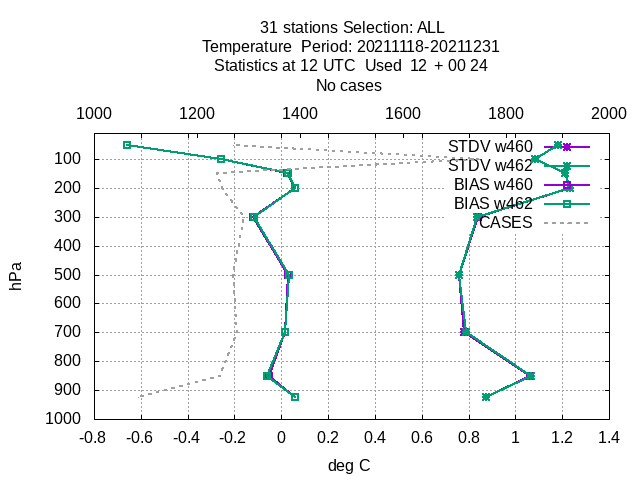 31 stations Selection: ALL
Temperature  Period: 20211118-20211231
Statistics at 12 UTC  Used  12  + 00 24
No cases
1000 1200 1400 1600 1800 2000
STDV w460
STDV w462
BIAS w460
BIAS w462
CASES
hPa
100
200
300
400
500
600
700
800
900
1000
-0.8 -0.6 -0.4 -0.2 0 0.2 0.4 0.6 0.8 1 1.2 1.4
deg C